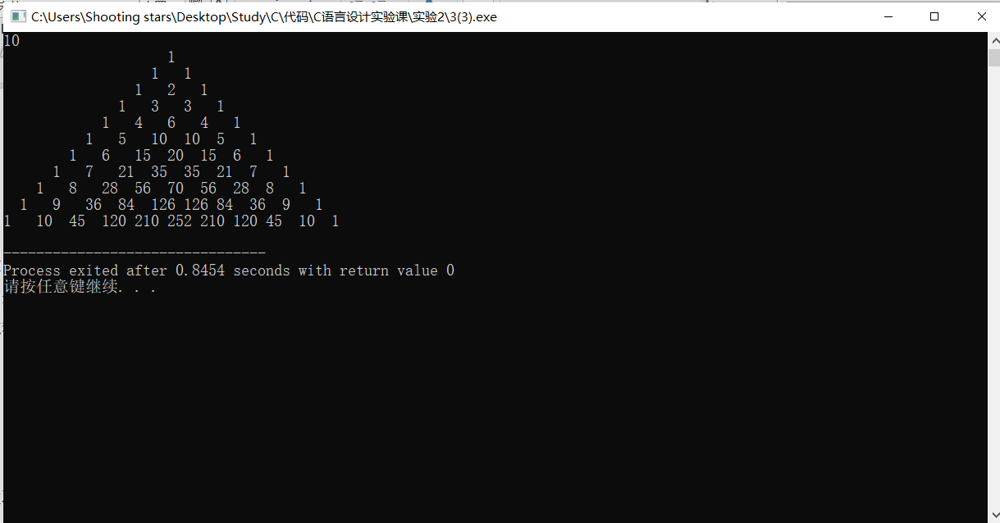 C:\Users\Shooting stars\Desktop\Study\C\代码\C语言设计实验课\实验2\3(3).exe
10
                    1
                  1   1
                1   2   1
              1   3   3   1
            1   4   6   4   1
          1   5   10  10  5   1
        1   6   15  20  15  6   1
      1   7   21  35  35  21  7   1
    1   8   28  56  70  56  28  8   1
  1   9   36  84  126 126 84  36  9   1
1   10  45  120 210 252 210 120 45  10  1
--------------------------------
Process exited after 0.8454 seconds with return value 0
请按任意键继续. . .